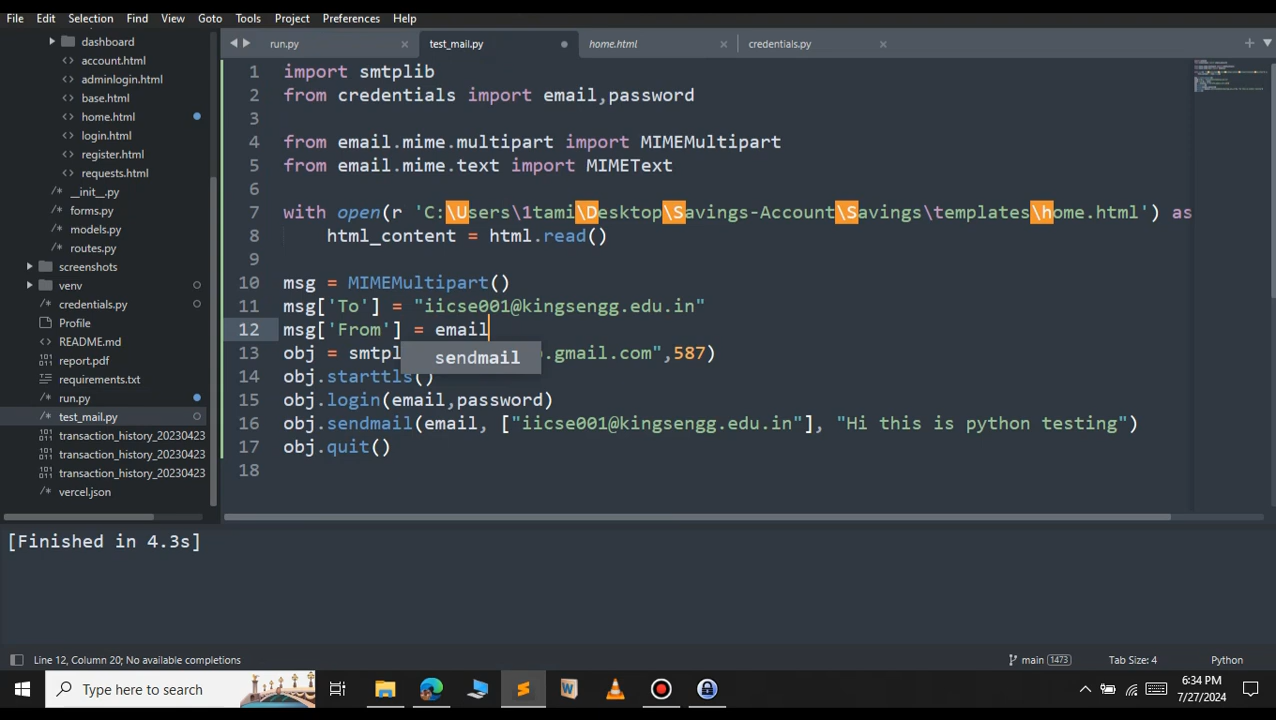 File Edit Selection Find View Goto Tools Project Preferences Help
dashboard
account.html
adminlogin.html
base.html
home.html
login.html
register.html
requests.html
__init__.py
forms.py
models.py
routes.py
screenshots
venv
credentials.py
Profile
README.md
report.pdf
requirements.txt
run.py
test_mail.py
transaction_history_20230423
transaction_history_20230423
transaction_history_20230423
vercel.json
run.py test_mail.py home.html credentials.py
1 import smtplib
2 from credentials import email,password
3
4 from email.mime.multipart import MIMEMultipart
5 from email.mime.text import MIMEText
6
7 with open(r 'C:\Users\1tami\Desktop\Savings-Account\Savings\templates\home.html') as
8 html_content = html.read()
9
10 msg = MIMEMultipart()
11 msg['To'] = "iicse001@kingsengg.edu.in"
12 msg['From'] = email
sendmail
13 obj = smtpl .gmail.com",587)
14 obj.starttls()
15 obj.login(email,password)
16 obj.sendmail(email, ["iicse001@kingsengg.edu.in"], "Hi this is python testing")
17 obj.quit()
18
[Finished in 4.3s]
Line 12, Column 20; No available completions
main 1473 Tab Size: 4 Python
Type here to search
6:34 PM
7/27/2024